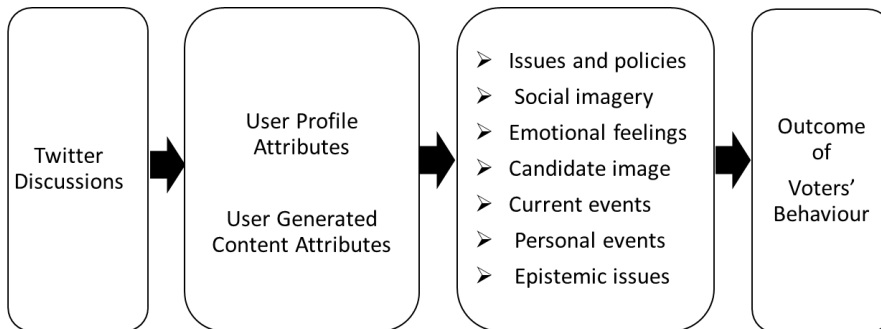 Twitter
Discussions
User Profile
Attributes
User Generated
Content Attributes
Issues and policies
Social imagery
Emotional feelings
Candidate image
Current events
Personal events
Epistemic issues
Outcome
of
Voters'
Behaviour